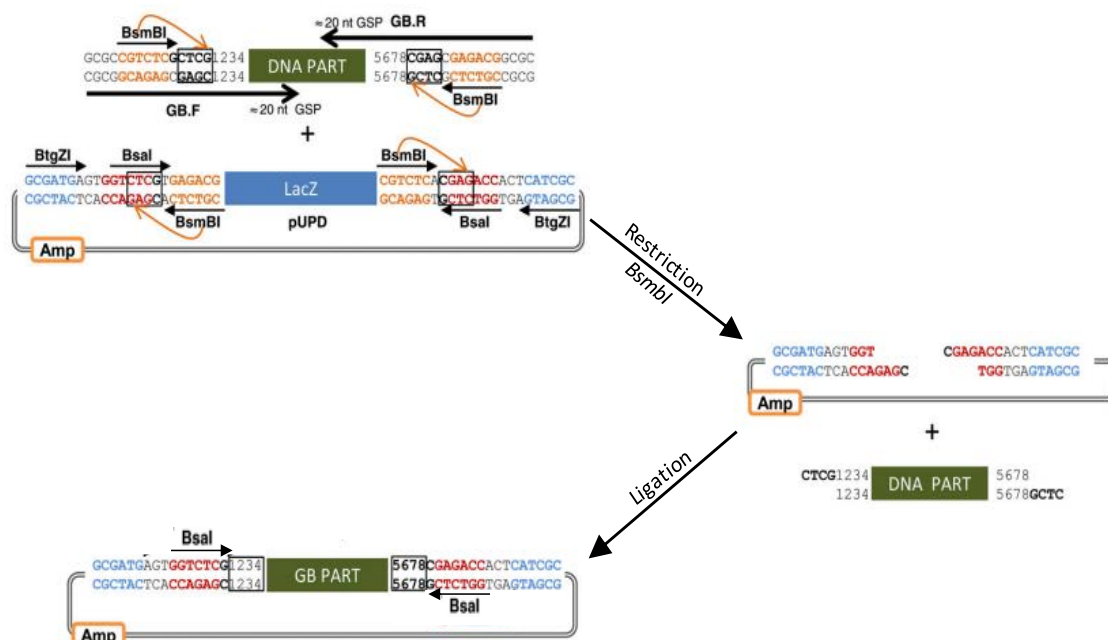 ≈20 nt GSP GB.R
BsmBI
GCGCCGTCTCGCTCG1234 DNA PART 5678CGAGCGAGACGGCGC
CGCGGCAGAGCGAGC1234 5678GCTCGCTCTGCCGCG
BsmBI
GB.F ≈20 nt GSP
+
BtgZI BsaI BsmBI
GCGATGAGTGGTCTCGTGAGACG LacZ CGTCTCACGAGACCACTCATCGC
CGCTACTCACCAGAGCACTCTGC GCAGAGTGCTCTGGTGAGTAGCG
BsmBI pUPD BsaI BtgZI
Amp
Restriction
BsmbI
GCGATGAGTGGT CGAGACCACTCATCGC
CGCTACTCACCAGAGC TGGTGAGTAGCG
Amp
+
CTCG1234 DNA PART 5678
1234 5678GCTC
Ligation
BsaI
GCGATGAGTGGTCTCG1234 GB PART 5678CGAGACCACTCATCGC
CGCTACTCACCAGAGC1234 5678GCTCTGGTGAGTAGCG
BsaI
Amp